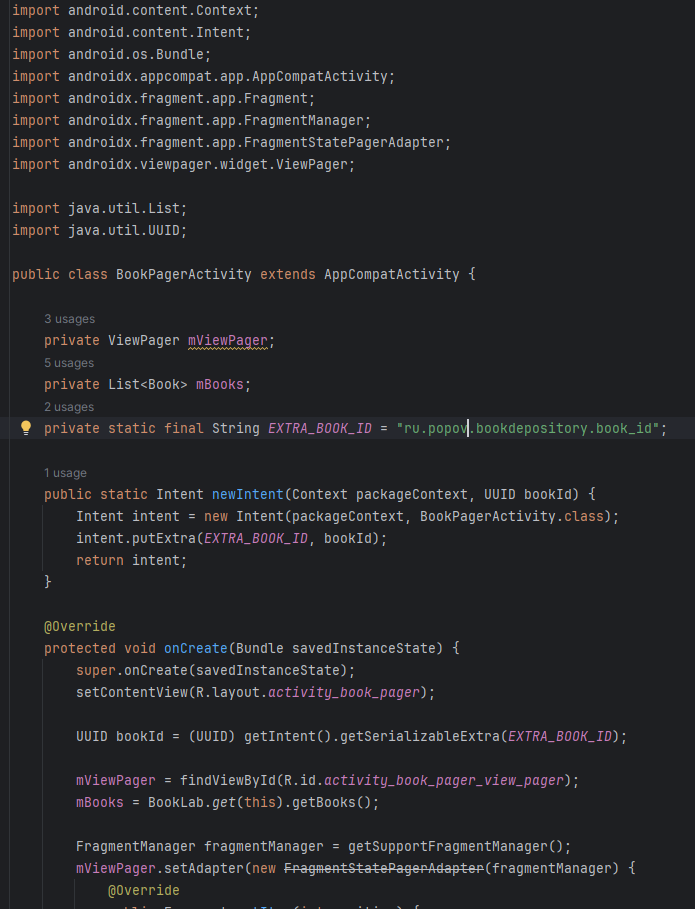 import android.content.Context;
import android.content.Intent;
import android.os.Bundle;
import androidx.appcompat.app.AppCompatActivity;
import androidx.fragment.app.Fragment;
import androidx.fragment.app.FragmentManager;
import androidx.fragment.app.FragmentStatePagerAdapter;
import androidx.viewpager.widget.ViewPager;
import java.util.List;
import java.util.UUID;
public class BookPagerActivity extends AppCompatActivity {
3 usages
private ViewPager mViewPager;
5 usages
private List<Book> mBooks;
2 usages
private static final String EXTRA_BOOK_ID = "ru.popov.bookdepository.book_id";
1 usage
public static Intent newIntent(Context packageContext, UUID bookId) {
Intent intent = new Intent(packageContext, BookPagerActivity.class);
intent.putExtra(EXTRA_BOOK_ID, bookId);
return intent;
}
@Override
protected void onCreate(Bundle savedInstanceState) {
super.onCreate(savedInstanceState);
setContentView(R.layout.activity_book_pager);
UUID bookId = (UUID) getIntent().getSerializableExtra(EXTRA_BOOK_ID);
mViewPager = findViewById(R.id.activity_book_pager_view_pager);
mBooks = BookLab.get(this).getBooks();
FragmentManager fragmentManager = getSupportFragmentManager();
mViewPager.setAdapter(new FragmentStatePagerAdapter(fragmentManager) {
@Override